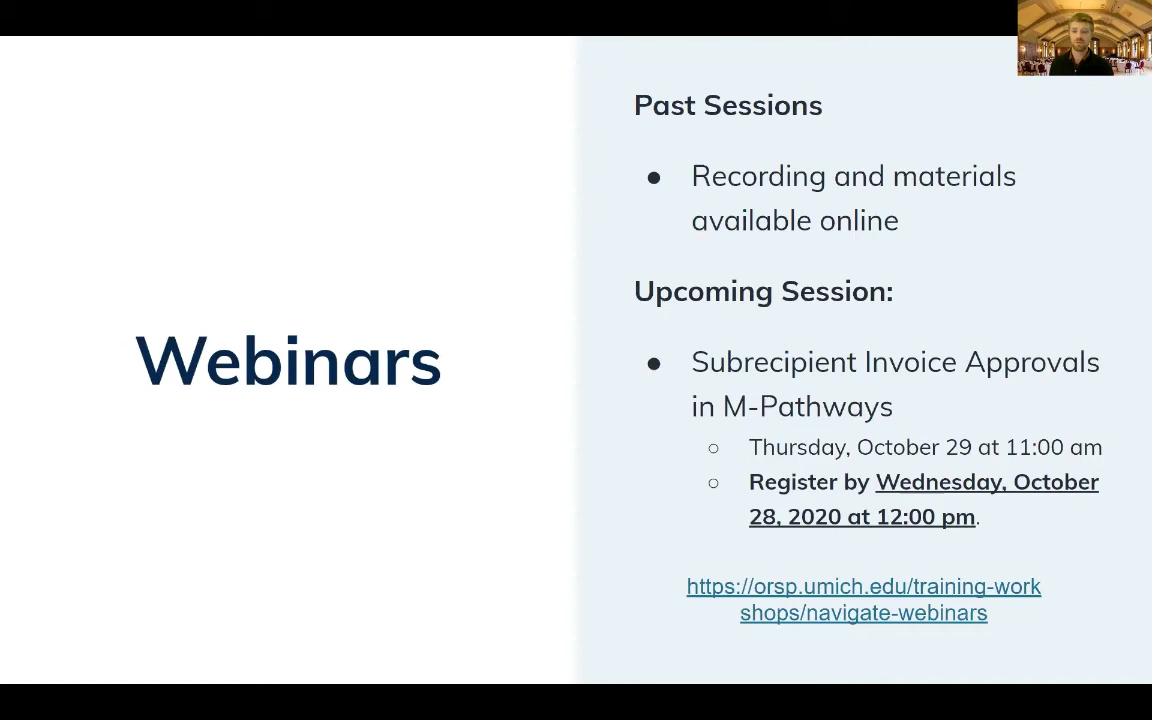 Webinars
Past Sessions
● Recording and materials
available online
Upcoming Session:
● Subrecipient Invoice Approvals
in M-Pathways
○ Thursday, October 29 at 11:00 am
○ Register by Wednesday, October
28, 2020 at 12:00 pm.
https://orsp.umich.edu/training-work
shops/navigate-webinars